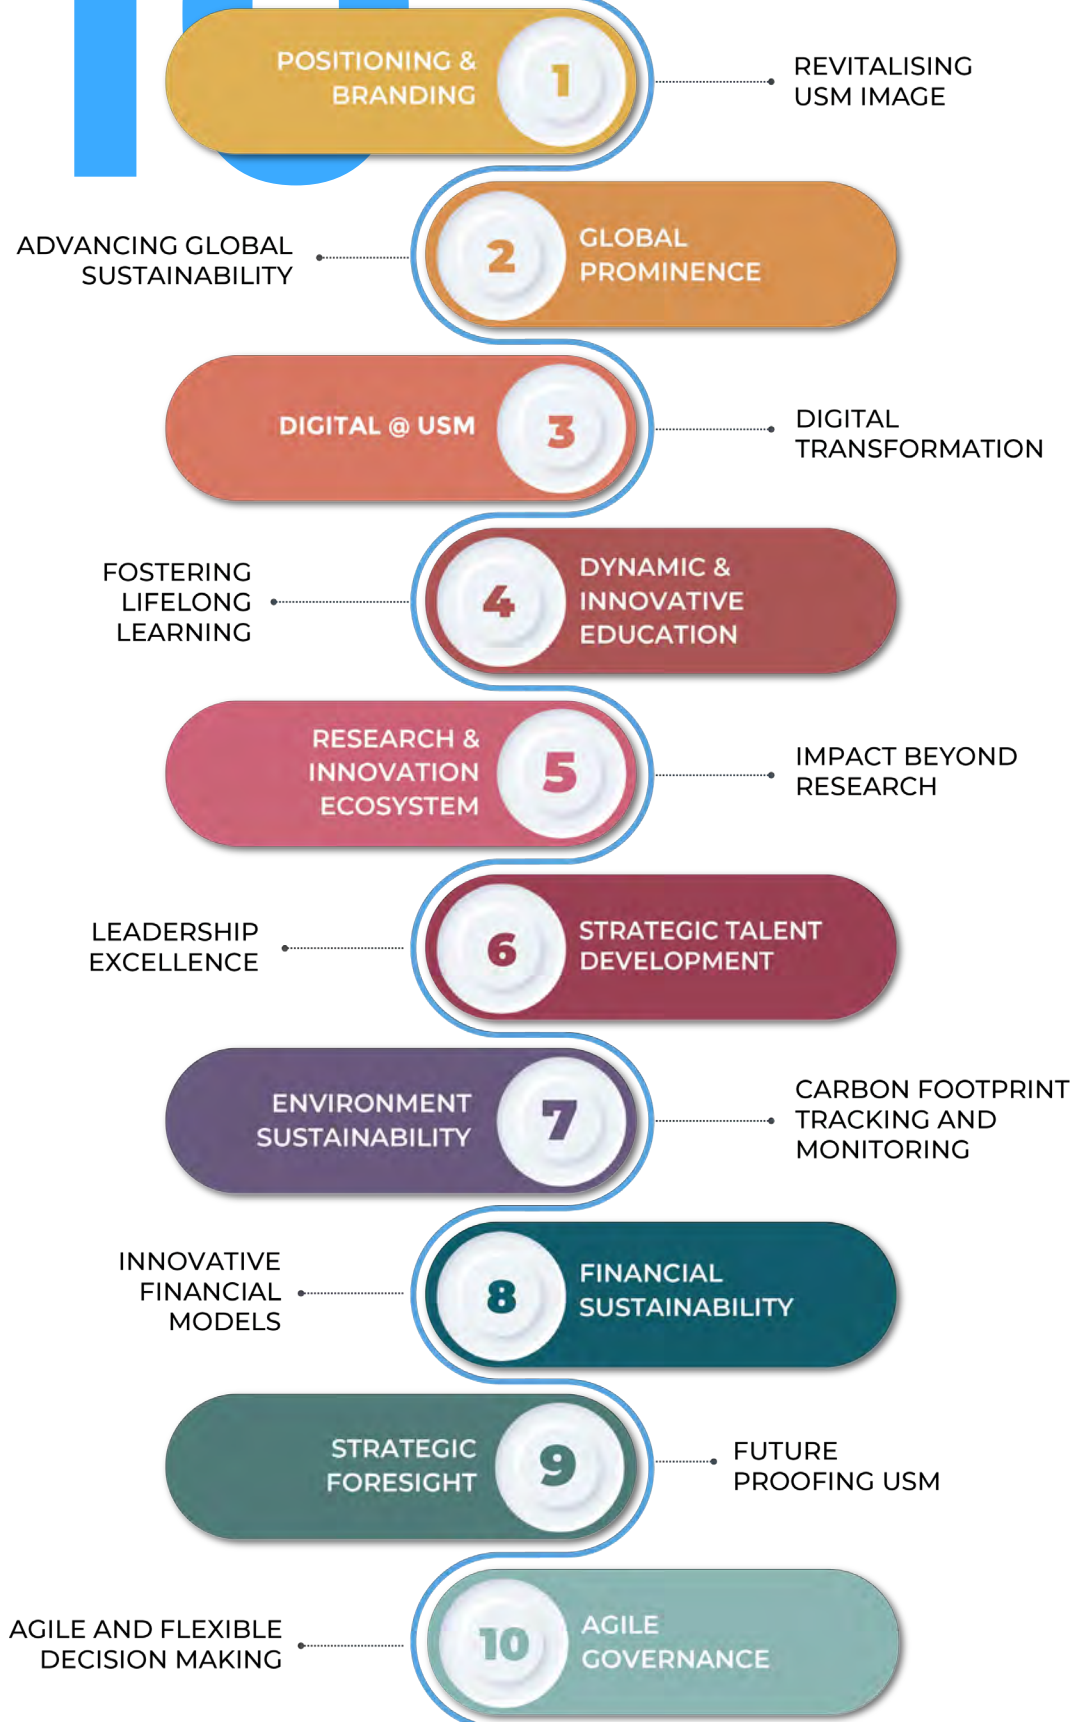 10
POSITIONING &
BRANDING
1
REVITALISING
USM IMAGE
ADVANCING GLOBAL
SUSTAINABILITY
2
GLOBAL
PROMINENCE
DIGITAL @ USM
3
DIGITAL
TRANSFORMATION
FOSTERING
LIFELONG
LEARNING
4
DYNAMIC &
INNOVATIVE
EDUCATION
RESEARCH &
INNOVATION
ECOSYSTEM
5
IMPACT BEYOND
RESEARCH
LEADERSHIP
EXCELLENCE
6
STRATEGIC TALENT
DEVELOPMENT
ENVIRONMENT
SUSTAINABILITY
7
CARBON FOOTPRINT
TRACKING AND
MONITORING
INNOVATIVE
FINANCIAL
MODELS
8
FINANCIAL
SUSTAINABILITY
STRATEGIC
FORESIGHT
9
FUTURE
PROOFING USM
AGILE AND FLEXIBLE
DECISION MAKING
10
AGILE
GOVERNANCE